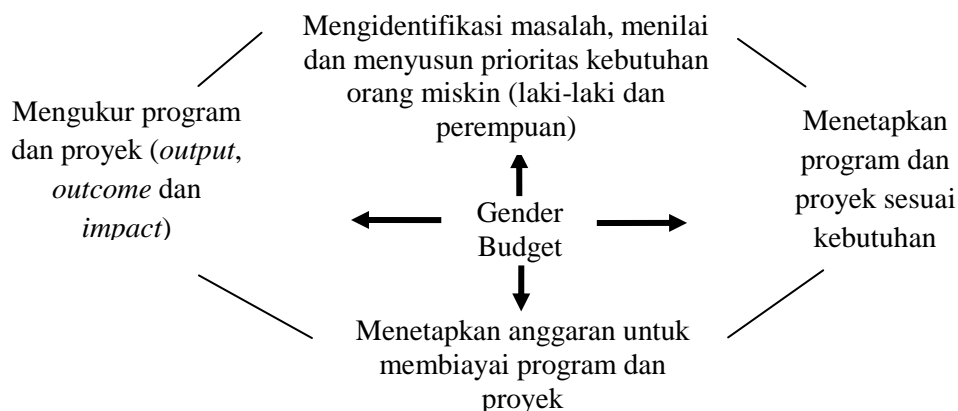 Mengidentifikasi masalah, menilai
dan menyusun prioritas kebutuhan
orang miskin (laki-laki dan
perempuan)
Mengukur program
dan proyek (output,
outcome dan
impact)
Menetapkan
program dan
proyek sesuai
kebutuhan
Gender
Budget
Menetapkan anggaran untuk
membiayai program dan
proyek